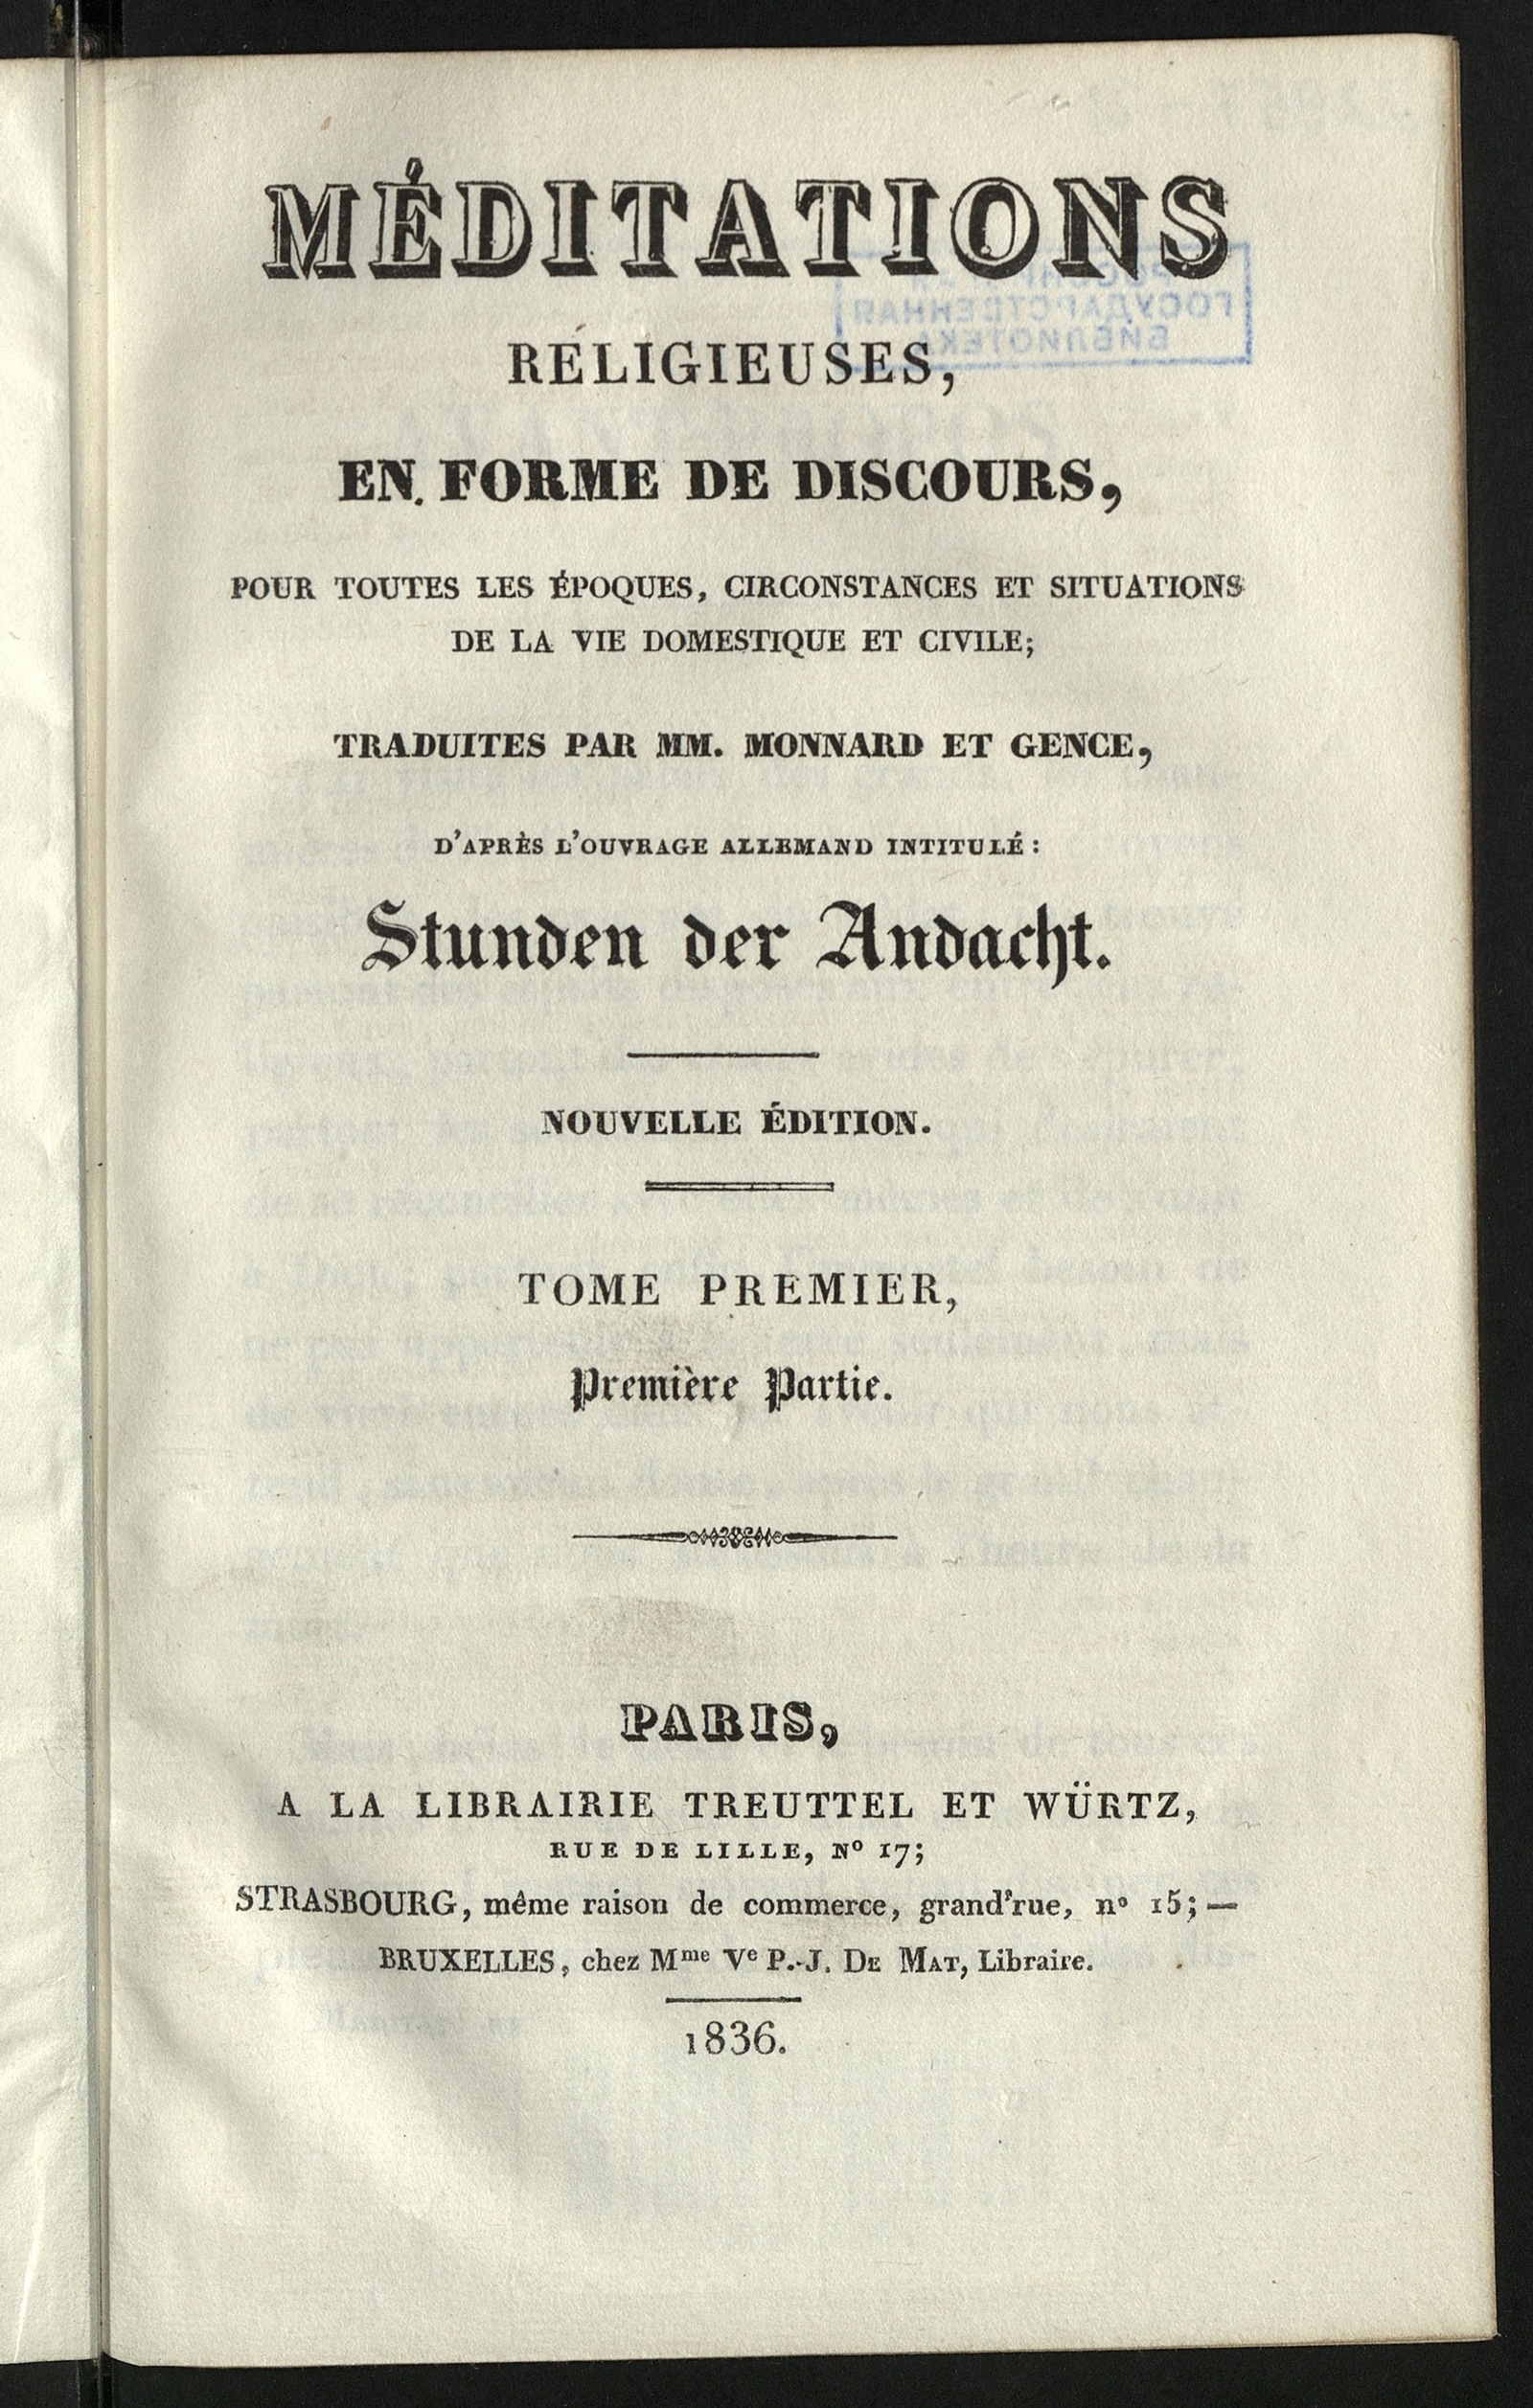 MÉDITATIONS
RÉLIGIEUSES,
EN FORME DE DISCOURS,
POUR TOUTES LES ÉPOQUES, CIRCONSTANCES ET SITUATIONS
DE LA VIE DOMESTIQUE ET CIVILE;
TRADUITES PAR MM. MONNARD ET GENCE,
D'APRÈS L'OUVRAGE ALLEMAND INTITULÉ:
Stunden der Andacht.
NOUVELLE ÉDITION.
TOME PREMIER,
Première Partie.
PARIS,
A LA LIBRAIRIE TREUTTEL ET WÜRTZ,
RUE DE LILLE, Nº 17;
STRASBOURG, même raison de commerce, grand'rue, nº 15; —
BRUXELLES, chez Mme Ve P.-J. DE MAT, Libraire.
1836.